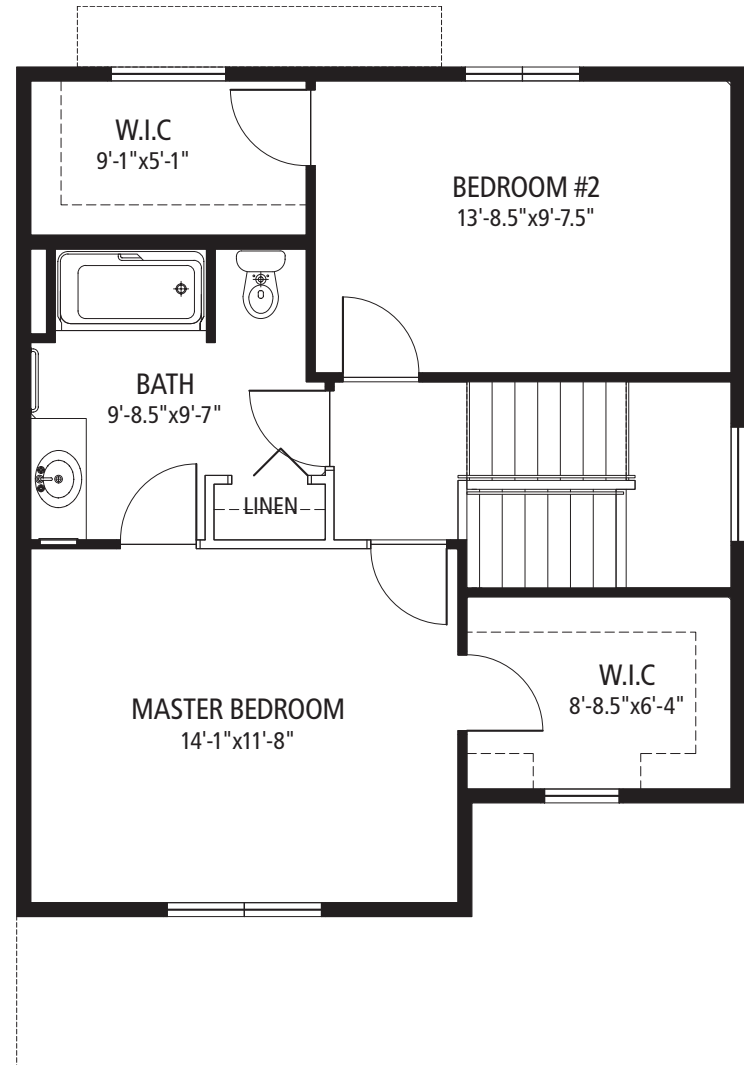 W.I.C
9'-1"x5'-1"
BEDROOM #2
13'-8.5"x9'-7.5"
BATH
9'-8.5"x9'-7"
LINEN
W.I.C
8'-8.5"x6'-4"
MASTER BEDROOM
14'-1"x11'-8"